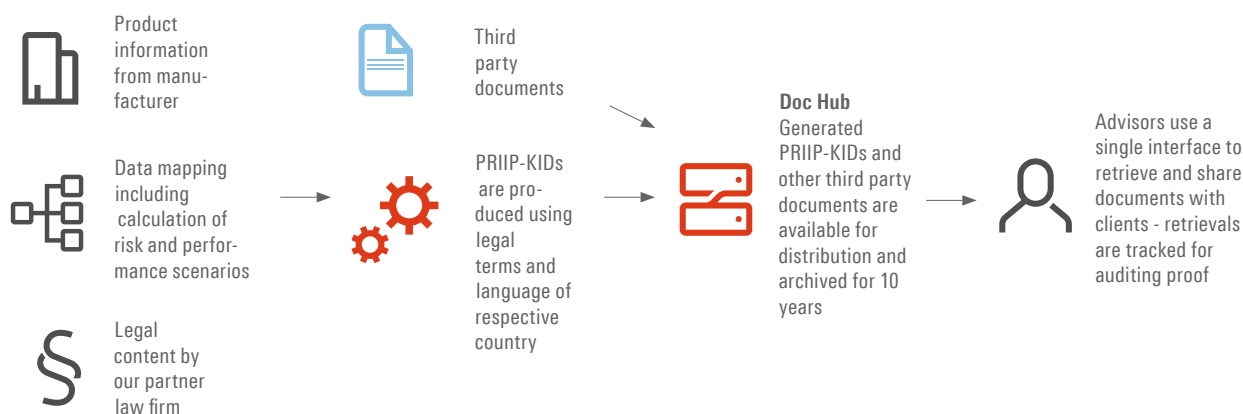 Product
information
from manu-
facturer
Data mapping
including
calculation of
risk and perfor-
mance scenarios
Legal
content by
our partner
law firm
Third
party
documents
PRIIP-KIDs
are pro-
duced using
legal
terms and
language of
respective
country
Doc Hub
Generated
PRIIP-KIDs and
other third party
documents are
available for
distribution and
archived for 10
years
Advisors use a
single interface to
retrieve and share
documents with
clients - retrievals
are tracked for
auditing proof